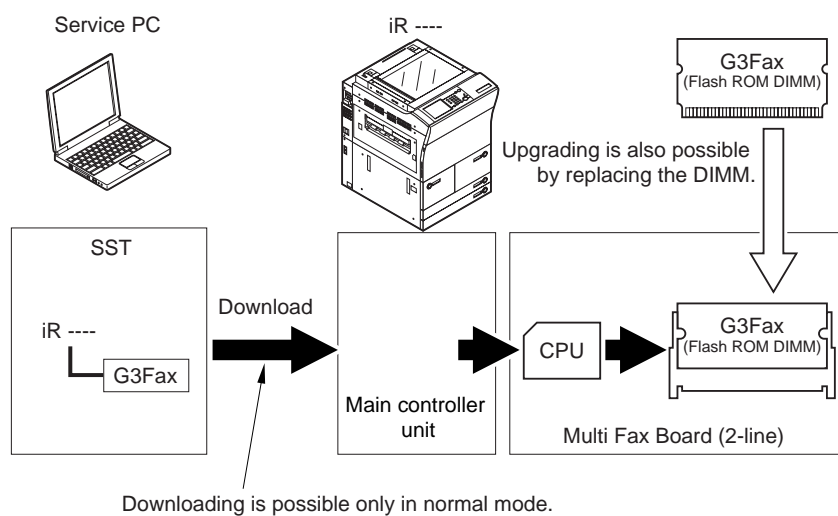 Service PC
iR ----
G3Fax
(Flash ROM DIMM)
Upgrading is also possible
by replacing the DIMM.
SST
iR ----
G3Fax
Download
Main controller
unit
CPU
G3Fax
(Flash ROM DIMM)
Multi Fax Board (2-line)
Downloading is possible only in normal mode.